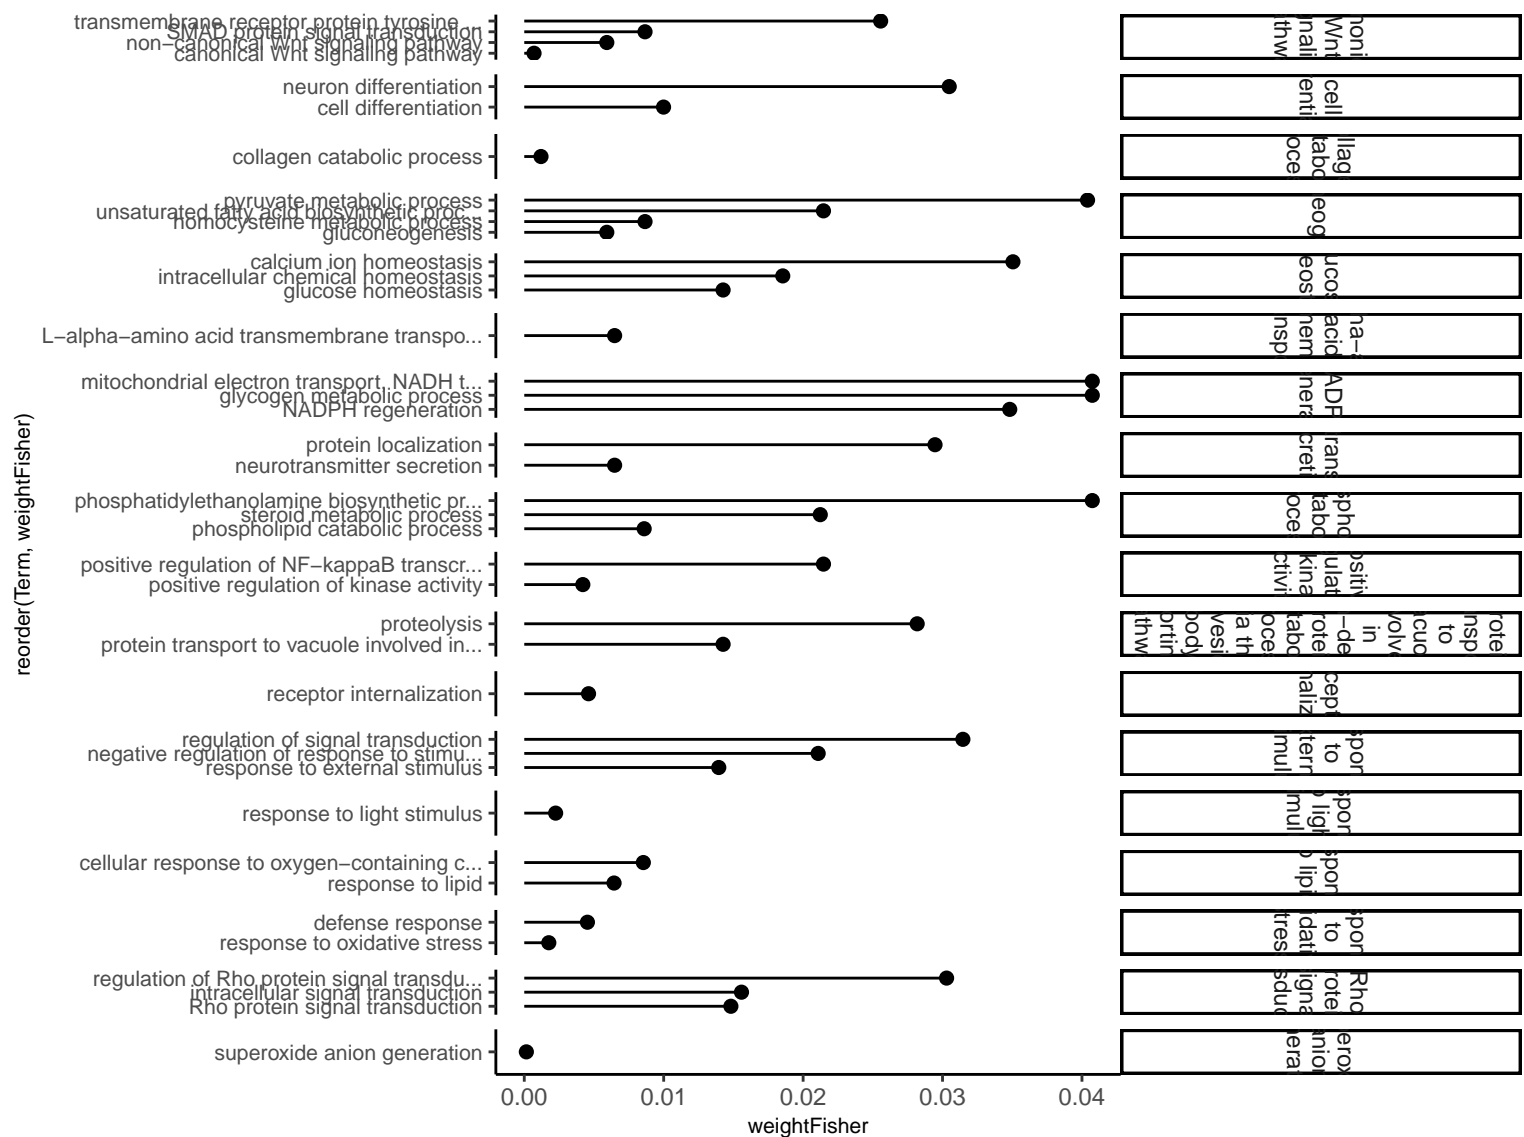 transmembrane receptor protein tyrosine ...
SMAD protein signal transduction
non−canonical Wnt signaling pathway
canonical Wnt signaling pathway
neuron differentiation
cell differentiation
cell
collagen catabolic process
pyruvate metabolic process
unsaturated fatty acid biosynthetic proc...
homocysteine metabolic process
gluconeogenesis
calcium ion homeostasis
intracellular chemical homeostasis
glucose homeostasis
L−alpha−amino acid transmembrane transpo...
acid
mitochondrial electron transport, NADH t...
glycogen metabolic process
NADPH regeneration
protein localization
neurotransmitter secretion
phosphatidylethanolamine biosynthetic pr...
steroid metabolic process
phospholipid catabolic process
positive regulation of NF−kappaB transcr...
positive regulation of kinase activity
proteolysis
protein transport to vacuole involved in...
to
in
receptor internalization
regulation of signal transduction
negative regulation of response to stimu...
response to external stimulus
to
response to light stimulus
cellular response to oxygen−containing c...
response to lipid
defense response
response to oxidative stress
to
regulation of Rho protein signal transdu...
intracellular signal transduction
Rho protein signal transduction
Rho
superoxide anion generation
reorder(Term, weightFisher)
0.00 0.01 0.02 0.03 0.04
weightFisher